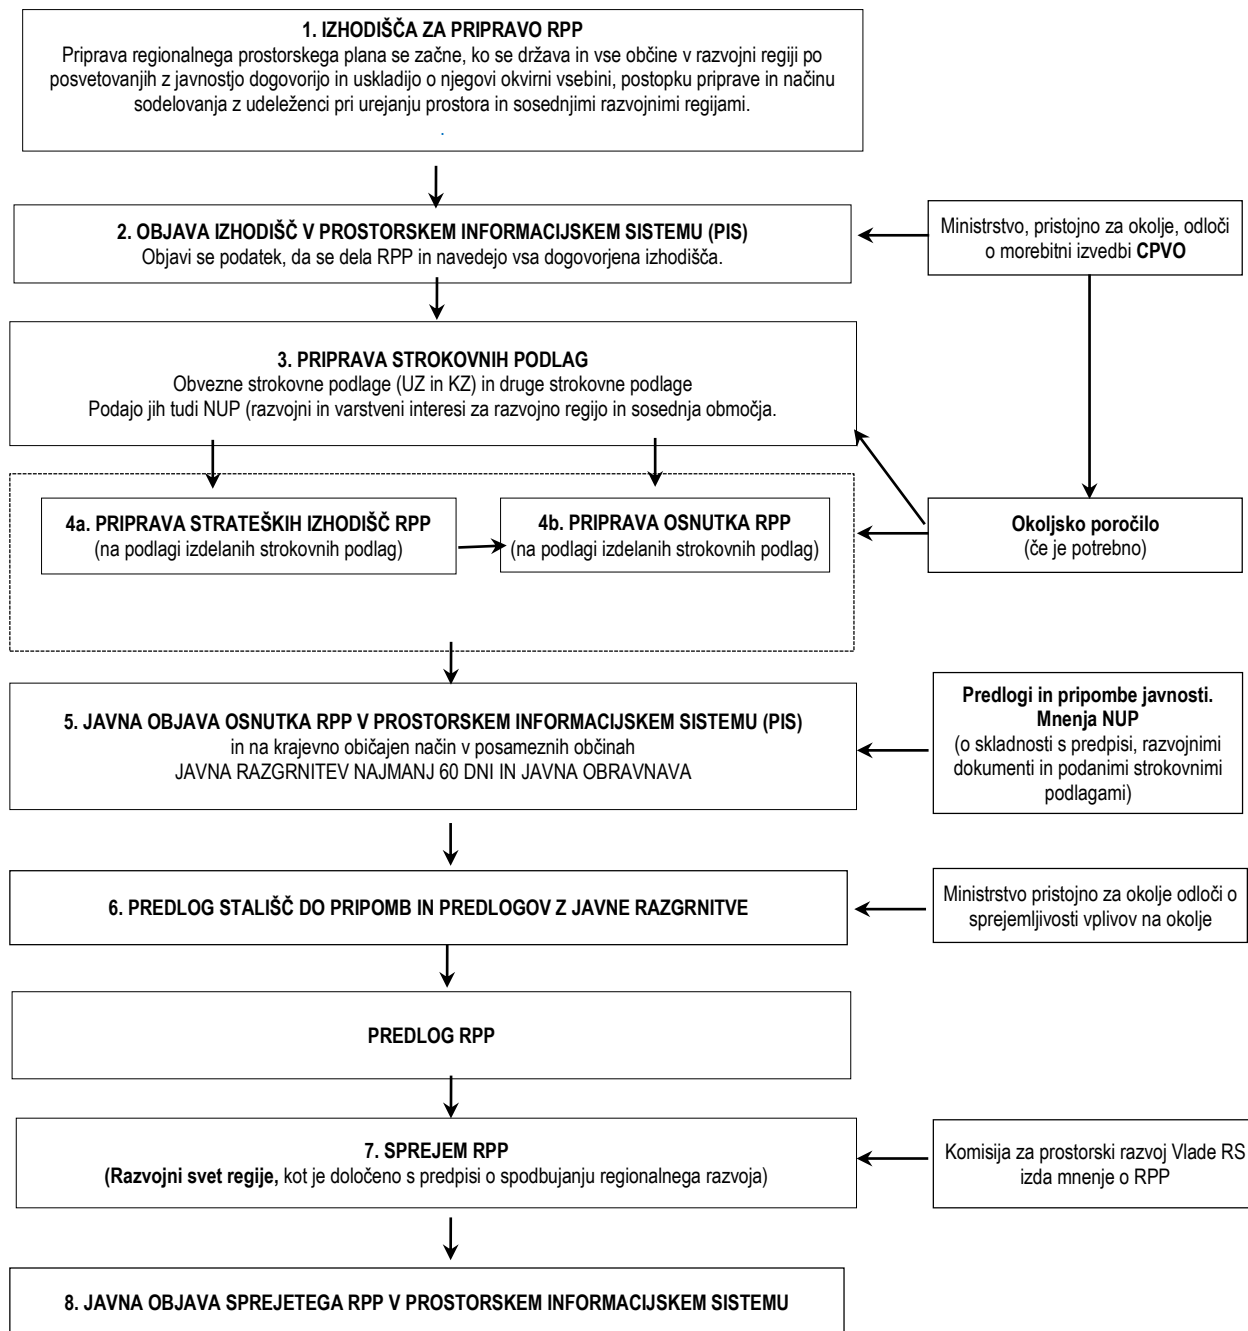 1. IZHODIŠČA ZA PRIPRAVO RPP
Priprava regionalnega prostorskega plana se začne, ko se država in vse občine v razvojni regiji po
posvetovanjih z javnostjo dogovorijo in uskladijo o njegovi okvirni vsebini, postopku priprave in načinu
sodelovanja z udeleženci pri urejanju prostora in sosednjimi razvojnimi regijami.
.
2. OBJAVA IZHODIŠČ V PROSTORSKEM INFORMACIJSKEM SISTEMU (PIS)
Objavi se podatek, da se dela RPP in navedejo vsa dogovorjena izhodišča.
Ministrstvo, pristojno za okolje, odloči
o morebitni izvedbi CPVO
3. PRIPRAVA STROKOVNIH PODLAG
Obvezne strokovne podlage (UZ in KZ) in druge strokovne podlage
Podajo jih tudi NUP (razvojni in varstveni interesi za razvojno regijo in sosednja območja.
4a. PRIPRAVA STRATEŠKIH IZHODIŠČ RPP
(na podlagi izdelanih strokovnih podlag)
4b. PRIPRAVA OSNUTKA RPP
(na podlagi izdelanih strokovnih podlag)
Okoljsko poročilo
(če je potrebno)
5. JAVNA OBJAVA OSNUTKA RPP V PROSTORSKEM INFORMACIJSKEM SISTEMU (PIS)
in na krajevno običajen način v posameznih občinah
JAVNA RAZGRNITEV NAJMANJ 60 DNI IN JAVNA OBRAVNAVA
Predlogi in pripombe javnosti.
Mnenja NUP
(o skladnosti s predpisi, razvojnimi
dokumenti in podanimi strokovnimi
podlagami)
6. PREDLOG STALIŠČ DO PRIPOMB IN PREDLOGOV Z JAVNE RAZGRNITVE
Ministrstvo pristojno za okolje odloči o
sprejemljivosti vplivov na okolje
PREDLOG RPP
7. SPREJEM RPP
(Razvojni svet regije, kot je določeno s predpisi o spodbujanju regionalnega razvoja)
Komisija za prostorski razvoj Vlade RS
izda mnenje o RPP
8. JAVNA OBJAVA SPREJETEGA RPP V PROSTORSKEM INFORMACIJSKEM SISTEMU